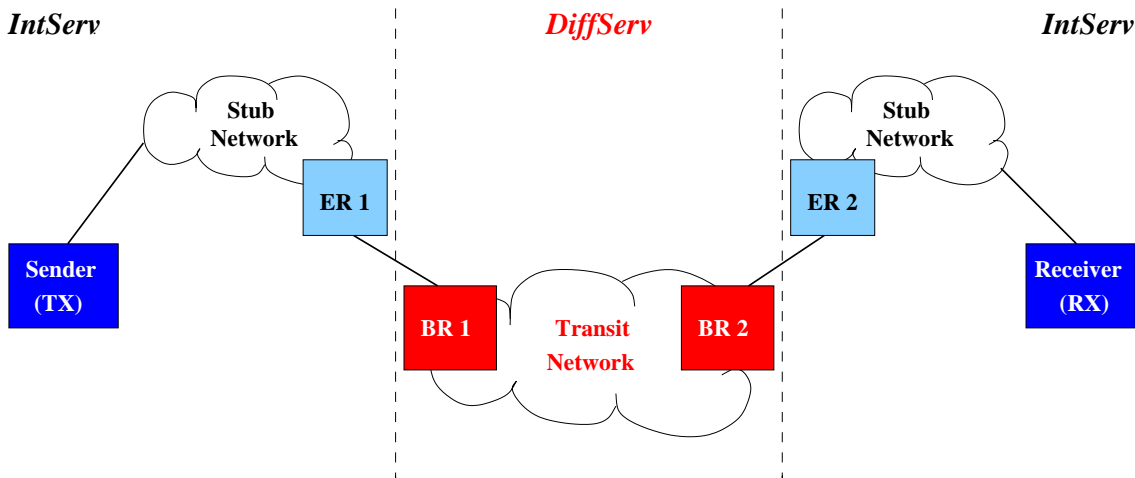 IntServ
DiffServ
IntServ
Stub
Network
Stub
Network
ER 1
ER 2
Sender
(TX)
Receiver
(RX)
BR 1
Transit
Network
BR 2